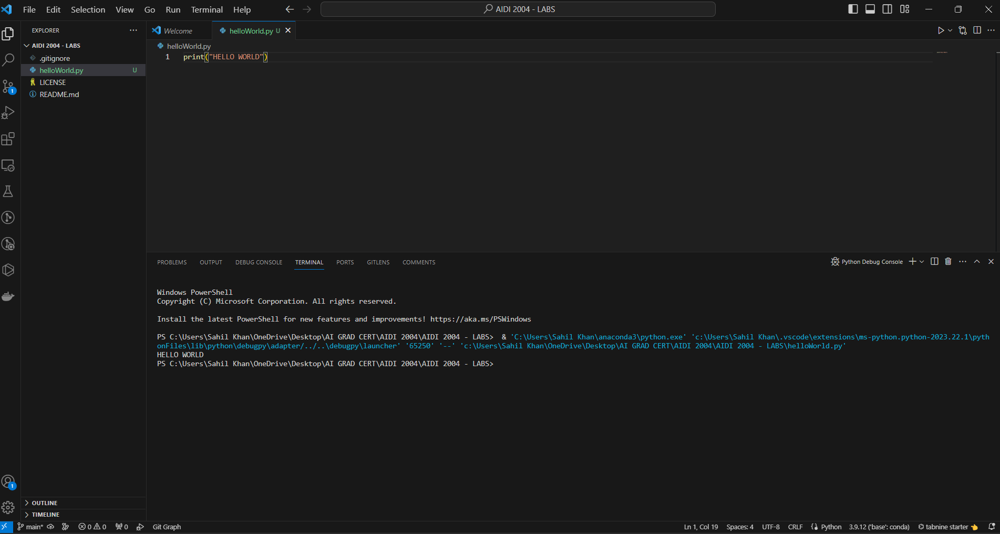 File Edit Selection View Go Run Terminal Help
AIDI 2004 - LABS
EXPLORER
AIDI 2004 - LABS
.gitignore
helloWorld.py U
LICENSE
README.md
1
1
OUTLINE
TIMELINE
Welcome
helloWorld.py U
helloWorld.py
1 print("HELLO WORLD")
PROBLEMS OUTPUT DEBUG CONSOLE TERMINAL PORTS GITLENS COMMENTS
Python Debug Console
Windows PowerShell
Copyright (C) Microsoft Corporation. All rights reserved.
Install the latest PowerShell for new features and improvements! https://aka.ms/PSWindows
PS C:\Users\Sahil Khan\OneDrive\Desktop\AI GRAD CERT\AIDI 2004\AIDI 2004 - LABS>  & 'C:\Users\Sahil Khan\anaconda3\python.exe' 'c:\Users\Sahil Khan\.vscode\extensions\ms-python.python-2023.22.1\pyth
onFiles\lib\python\debugpy\adapter/../..\debugpy\launcher' '65250' '--' 'c:\Users\Sahil Khan\OneDrive\Desktop\AI GRAD CERT\AIDI 2004\AIDI 2004 - LABS\helloWorld.py'
HELLO WORLD
PS C:\Users\Sahil Khan\OneDrive\Desktop\AI GRAD CERT\AIDI 2004\AIDI 2004 - LABS>
main* 0 0 0 Git Graph
Ln 1, Col 19 Spaces: 4 UTF-8 CRLF Python 3.9.12 ('base': conda) tabnine starter